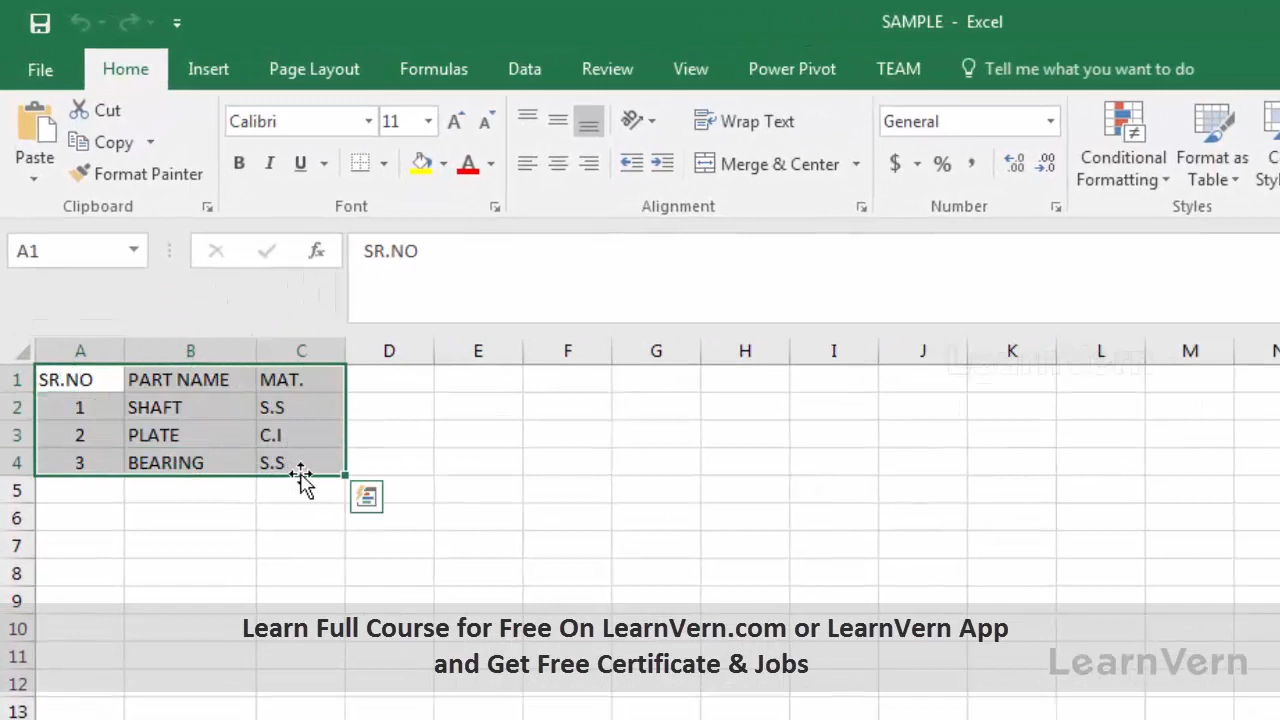 SAMPLE - Excel
File Home Insert Page Layout Formulas Data Review View Power Pivot TEAM Tell me what you want to do
Paste
Cut
Copy
Format Painter
Clipboard
Calibri 11
B I U A
Font
Wrap Text
Merge & Center
Alignment
General
$ % ,
Number
Conditional Formatting
Format as Table
Styles
A1 fx SR.NO
A B C D E F G H I J K L M
1 SR.NO PART NAME MAT.
2 1 SHAFT S.S
3 2 PLATE C.I
4 3 BEARING S.S
5
6
7
8
9
10
11
12
13
Learn Full Course for Free On LearnVern.com or LearnVern App
and Get Free Certificate & Jobs
LearnVern